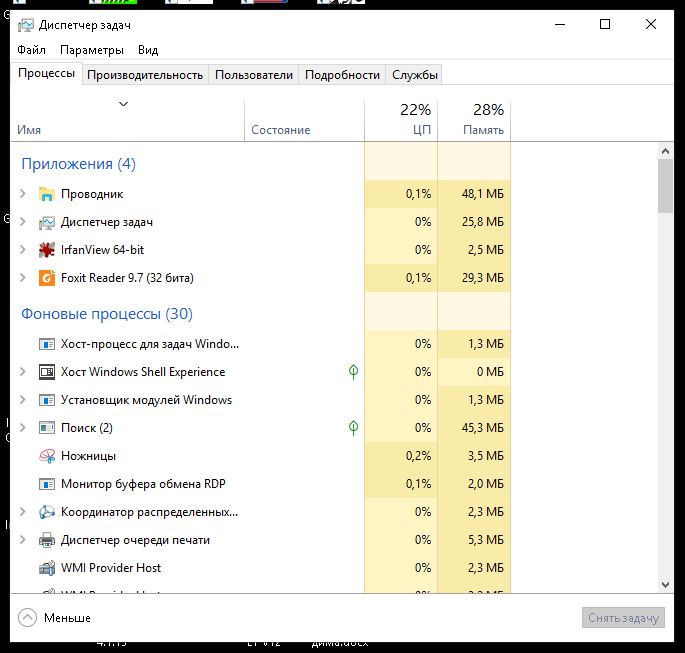 Диспетчер задач
Файл Параметры Вид
Процессы Производительность Пользователи Подробности Службы
22% 28%
Имя Состояние ЦП Память
Приложения (4)
Проводник 0,1% 48,1 МБ
Диспетчер задач 0% 25,8 МБ
IrfanView 64-bit 0% 2,5 МБ
Foxit Reader 9.7 (32 бита) 0,1% 29,3 МБ
Фоновые процессы (30)
Хост-процесс для задач Windo... 0% 1,3 МБ
Хост Windows Shell Experience 0% 0 МБ
Установщик модулей Windows 0% 1,3 МБ
Поиск (2) 0% 45,3 МБ
Ножницы 0,2% 3,5 МБ
Монитор буфера обмена RDP 0,1% 2,0 МБ
Координатор распределенных... 0% 2,3 МБ
Диспетчер очереди печати 0% 5,3 МБ
WMI Provider Host 0% 2,3 МБ
Меньше Снять задачу